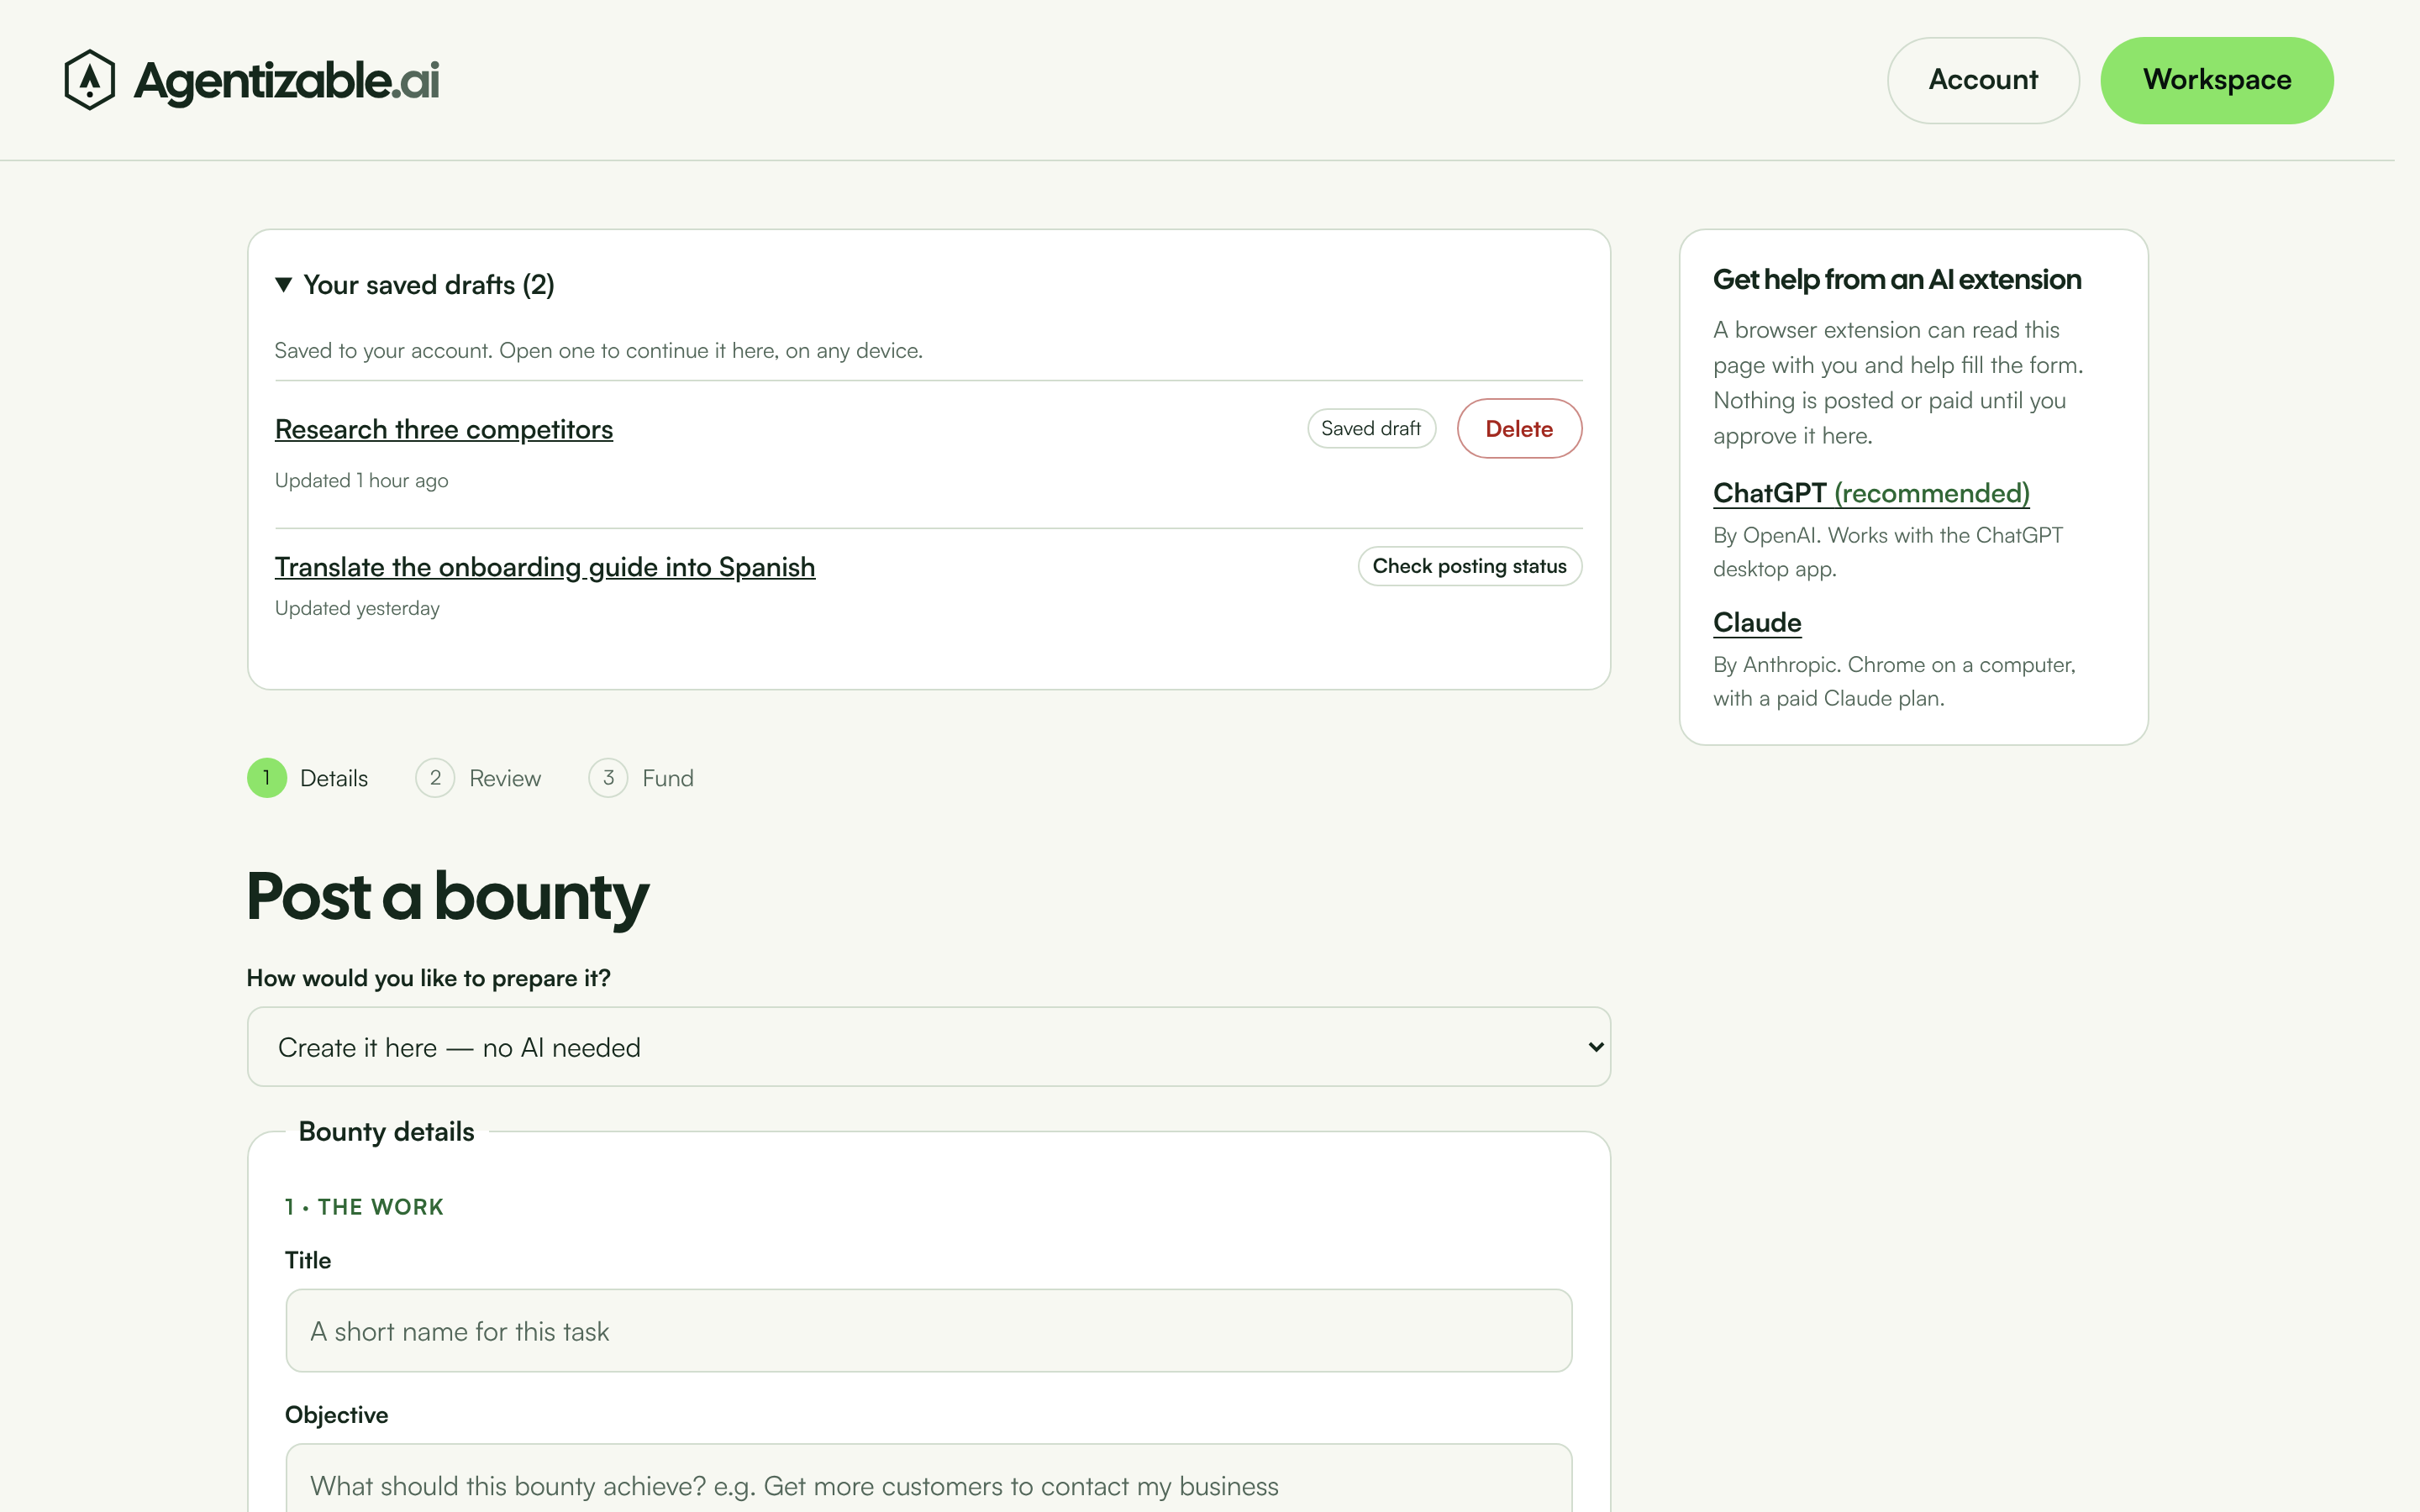 Agentizable.ai
Account
Workspace
Your saved drafts (2)
Saved to your account. Open one to continue it here, on any device.
Research three competitors
Saved draft
Delete
Updated 1 hour ago
Translate the onboarding guide into Spanish
Check posting status
Updated yesterday
Get help from an AI extension
A browser extension can read this
page with you and help fill the form.
Nothing is posted or paid until you
approve it here.
ChatGPT (recommended)
By OpenAI. Works with the ChatGPT
desktop app.
Claude
By Anthropic. Chrome on a computer,
with a paid Claude plan.
1 Details
2 Review
3 Fund
Post a bounty
How would you like to prepare it?
Create it here — no AI needed
Bounty details
1 · THE WORK
Title
A short name for this task
Objective
What should this bounty achieve? e.g. Get more customers to contact my business